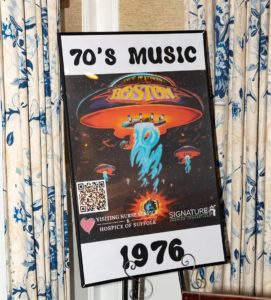 70'S MUSIC
BOSTON
VISITING NURSE SERVICE
&
HOSPICE OF SUFFOLK
SIGNATURE
1976